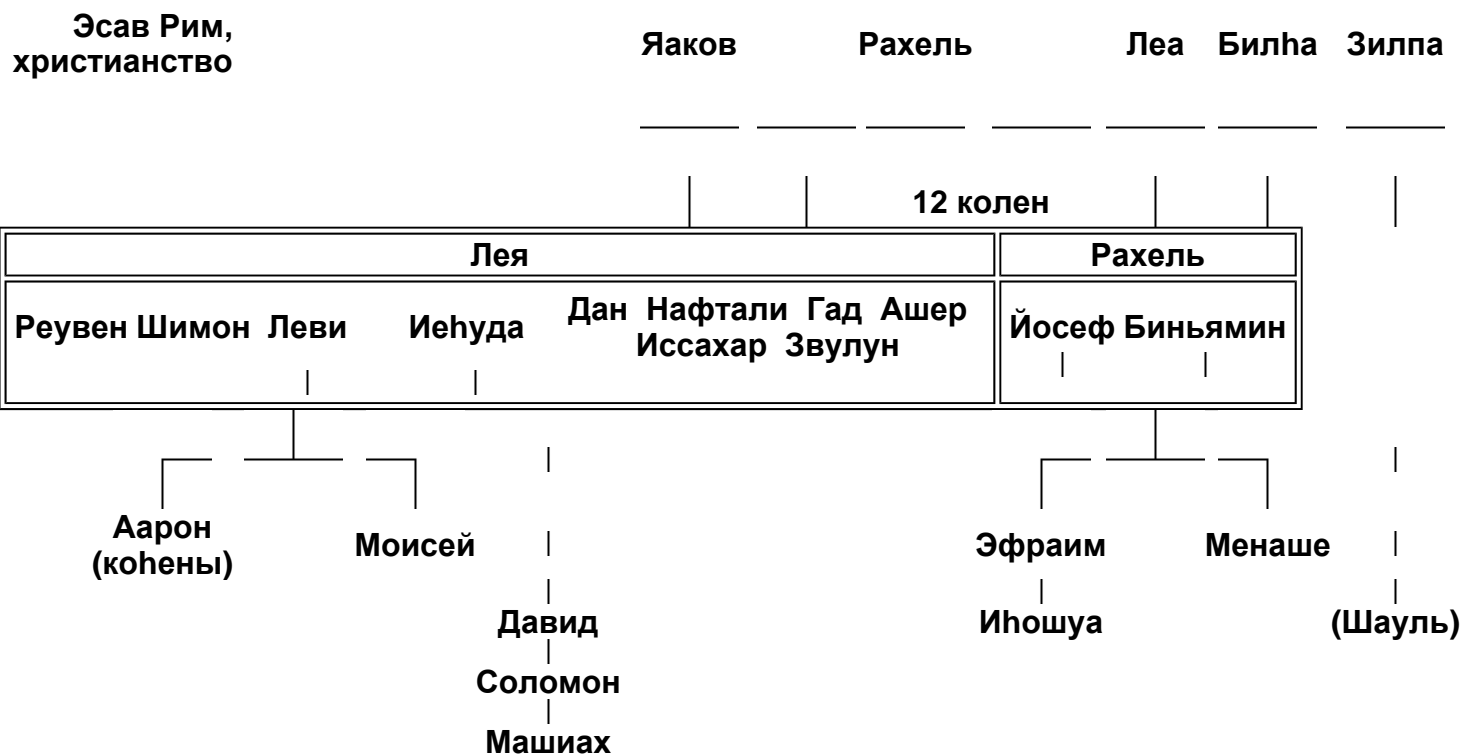 Эсав Рим,
христианство
Яаков Рахель Леа Билhа Зилпа
12 колен
Лея Рахель
Реувен Шимон Леви Иеhуда
Дан Нафтали Гад Ашер
Иссахар Звулун
Йосеф Биньямин
Аарон
(коhены)
Моисей
Эфраим Менаше
Давид
Иhошуа
(Шауль)
Соломон
Машиах